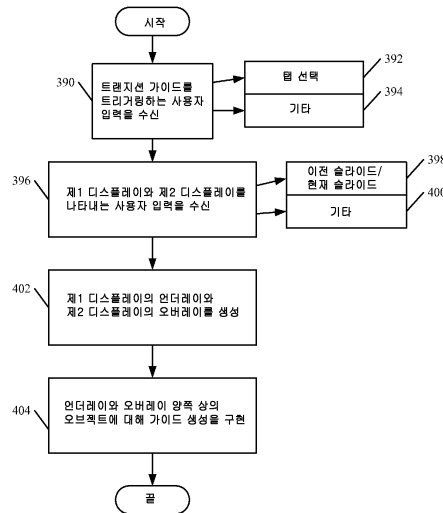 시작
390
트랜지션 가이드를
트리거링하는 사용자
입력을 수신
392
탭 선택
394
기타
396
제1 디스플레이와 제2 디스플레이를
나타내는 사용자 입력을 수신
398
이전 슬라이드/
현재 슬라이드
400
기타
402
제1 디스플레이의 언더레이와
제2 디스플레이의 오버레이를 생성
404
언더레이와 오버레이 양쪽 상의
오브젝트에 대해 가이드 생성을 구현
끝